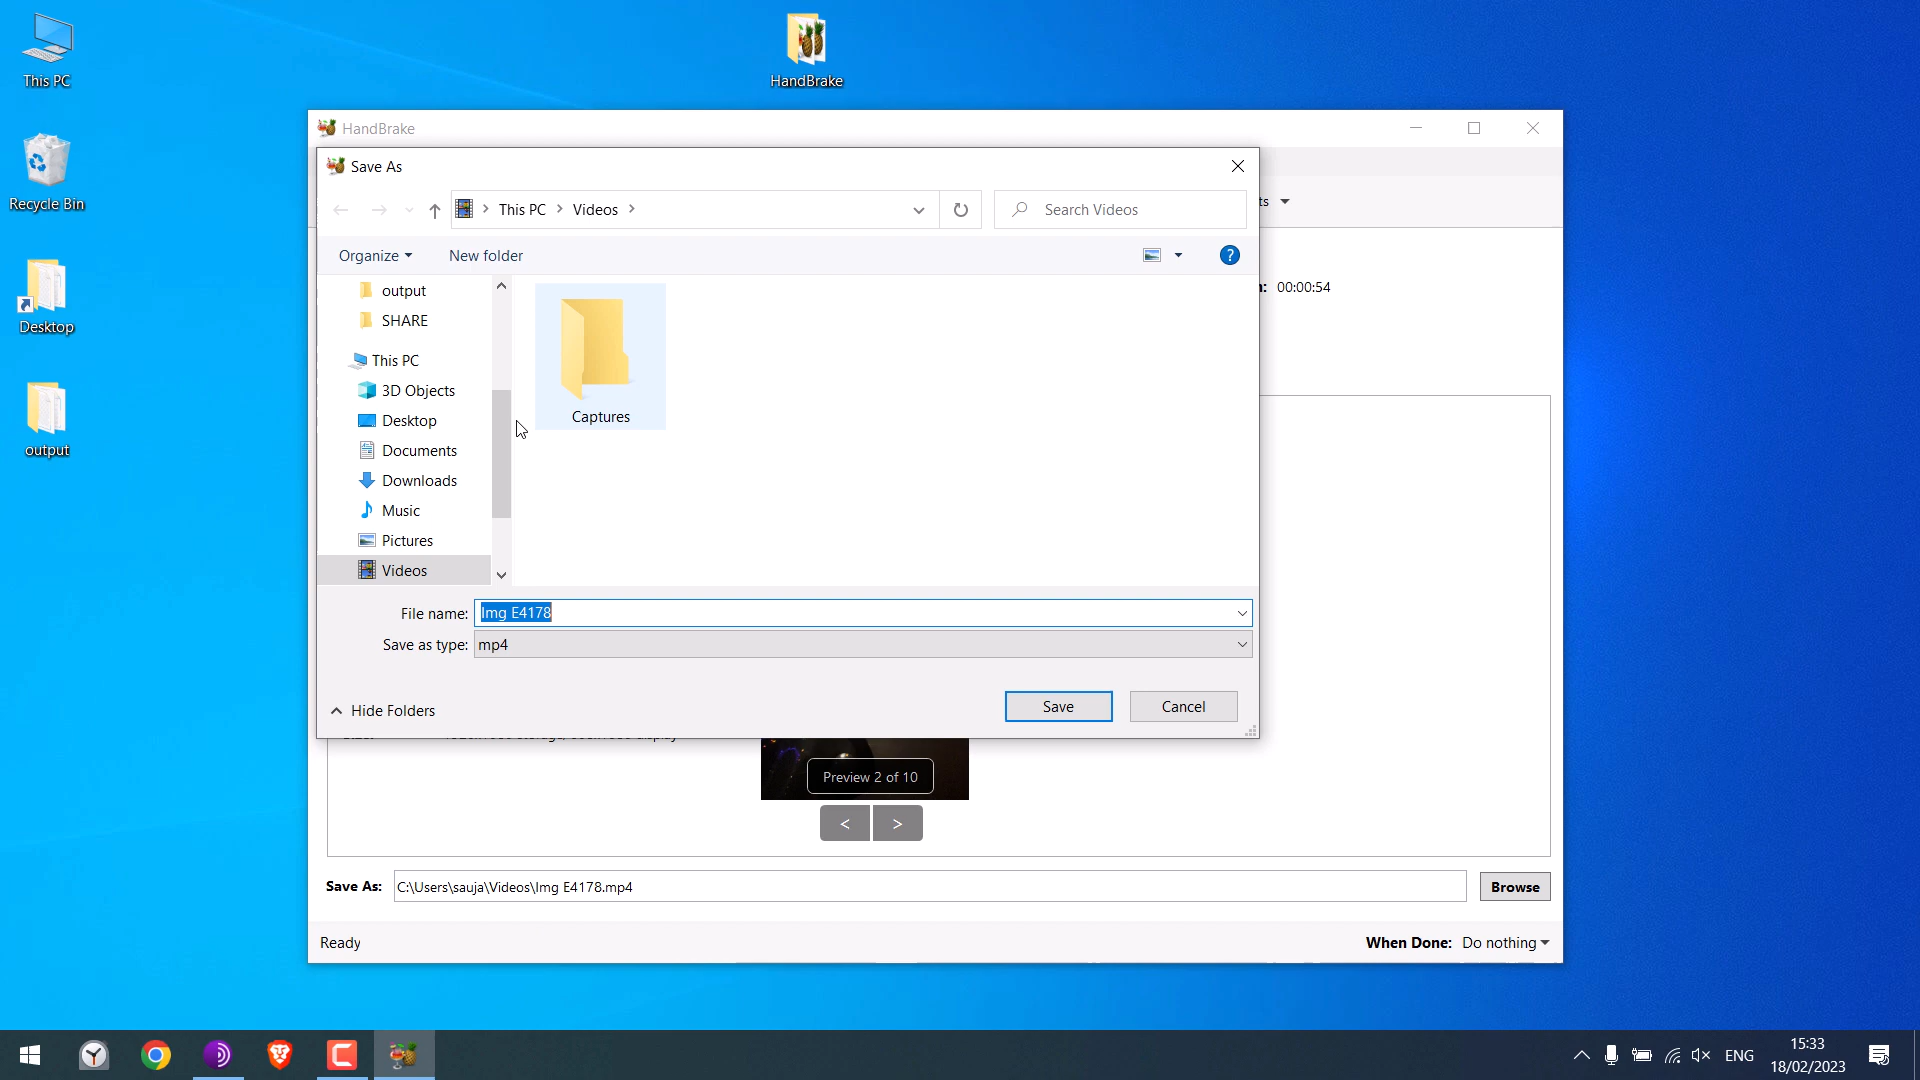 This PC
HandBrake
Recycle Bin
Desktop
output
HandBrake
Save As
This PC
Videos
Search Videos
ts
Organize
New folder
?
00:00:54
output
SHARE
This PC
3D Objects
Desktop
Documents
Downloads
Music
Pictures
Videos
Captures
File name: Img E4178
Save as type: mp4
Hide Folders
Save
Cancel
Preview 2 of 10
< >
Save As: C:\Users\sauja\Videos\Img E4178.mp4 Browse
Ready
When Done: Do nothing
ENG
15:33
18/02/2023